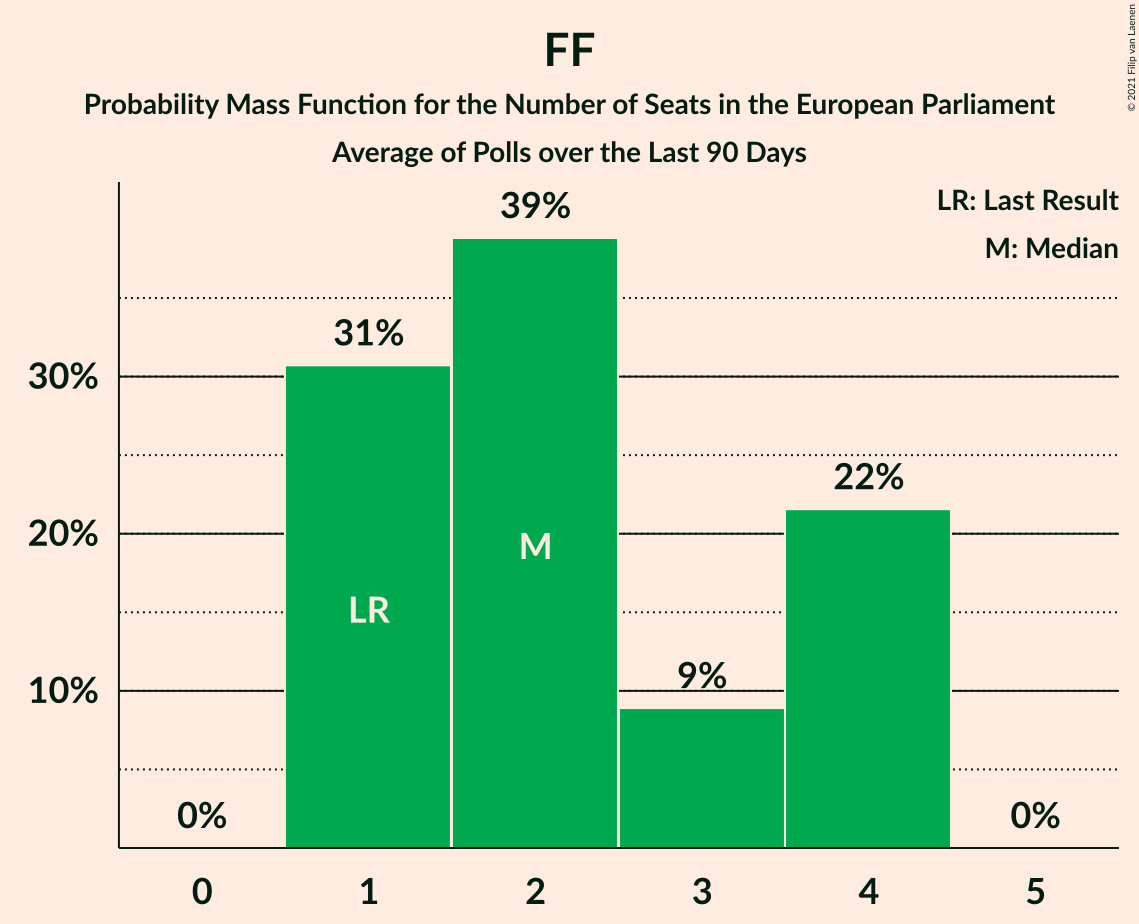 FF
Probability Mass Function for the Number of Seats in the European Parliament
Average of Polls over the Last 90 Days
© 2021 Filip van Laenen
LR: Last Result
M: Median
39%
31%
30%
22%
20%
M
LR
9%
10%
0%
0%
0 1 2 3 4 5